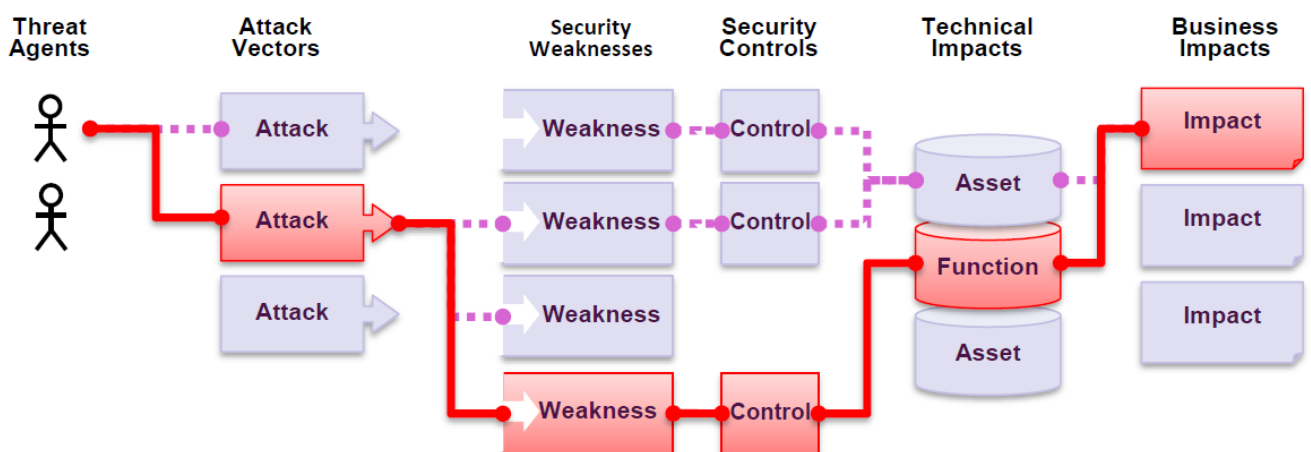 Threat Agents
Attack Vectors
Security Weaknesses
Security Controls
Technical Impacts
Business Impacts
Attack
Weakness
Control
Impact
Asset
Attack
Weakness
Control
Impact
Function
Attack
Weakness
Impact
Asset
Weakness
Control